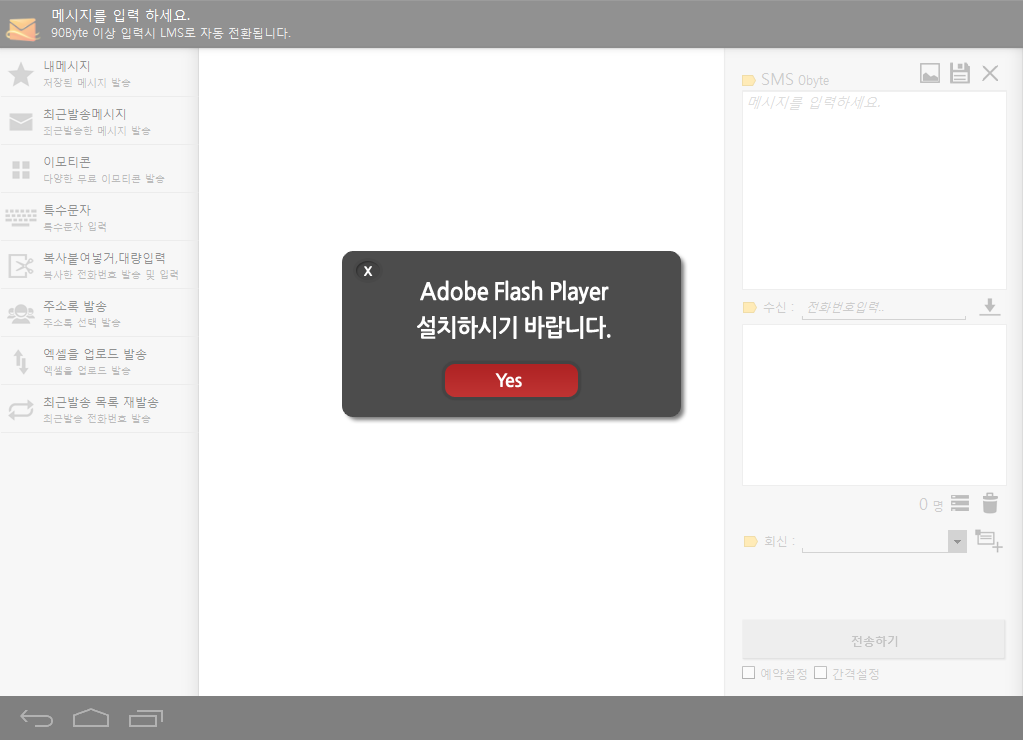 메시지를 입력 하세요.
90Byte 이상 입력시 LMS로 자동 전환됩니다.
내메시지
저장된 메시지 발송
최근발송메시지
최근발송한 메시지 발송
이모티콘
다양한 무료 이모티콘 발송
특수문자
특수문자 입력
복사붙여넣거,대량입력
복사한 전화번호 발송 및 입력
주소록 발송
주소록 선택 발송
엑셀을 업로드 발송
엑셀을 업로드 발송
최근발송 목록 재발송
최근발송 전화번호 발송
X
Adobe Flash Player
설치하시기 바랍니다.
Yes
SMS 0byte
메시지를 입력하세요.
수신 : 전화번호입력..
0 명
회신 :
전송하기
예약설정 간격설정